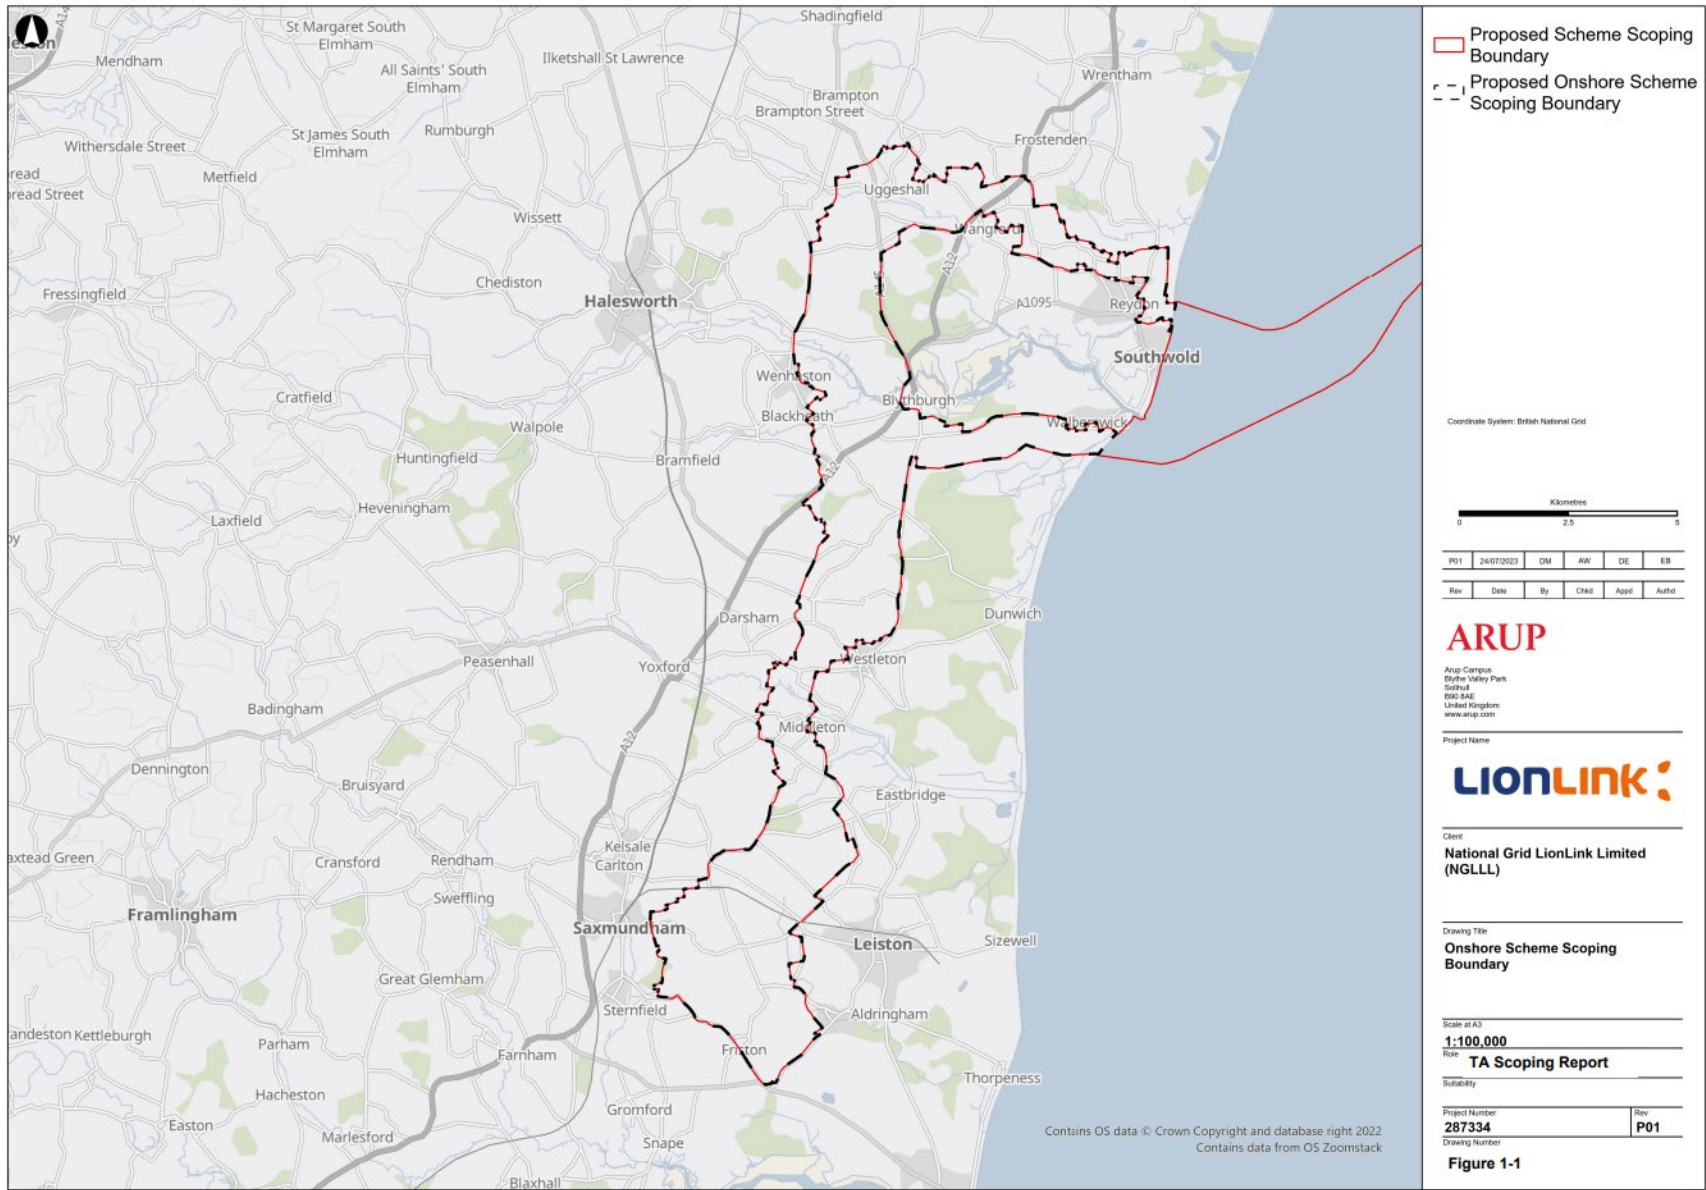 Shadingfield
A14
St Margaret South
Elmham
Mendham
Ilketshall St Lawrence
All Saints' South
Elmham
Wrentham
Brampton
Brampton Street
St James South
Elmham
Rumburgh
Frostenden
Withersdale Street
Metfield
Uggeshall
Wissett
Wangford
A12
Chediston
Fressingfield
Halesworth
A1095
Reydon
Southwold
Wenhaston
Cratfield
Blythburgh
Blackheath
Walberswick
Walpole
Huntingfield
Bramfield
A12
Heveningham
Laxfield
Darsham
Dunwich
Peasenhall
Yoxford
Westleton
Badingham
Middleton
A12
Dennington
Bruisyard
Eastbridge
Kelsale
Carlton
Cransford
Rendham
Sweffling
Framlingham
Saxmundham
Leiston
Sizewell
Great Glemham
Sternfield
Aldringham
Kettleburgh
Parham
Farnham
Friston
Thorpeness
Hacheston
Gromford
Easton
Marlesford
Snape
Blaxhall
Contains OS data © Crown Copyright and database right 2022
Contains data from OS Zoomstack
Proposed Scheme Scoping
Boundary
Proposed Onshore Scheme
Scoping Boundary
Coordinate System: British National Grid
Kilometres
0 2.5 5
P01 24/07/2023 DM AW DE EB
Rev Date By Chkd Appd Authd
ARUP
Arup Campus
Blythe Valley Park
Solihull
B90 8AE
United Kingdom
www.arup.com
Project Name
LIONLINK
Client
National Grid LionLink Limited
(NGLLL)
Drawing Title
Onshore Scheme Scoping
Boundary
Scale at A3
1:100,000
Role
TA Scoping Report
Suitability
Project Number Rev
287334 P01
Drawing Number
Figure 1-1